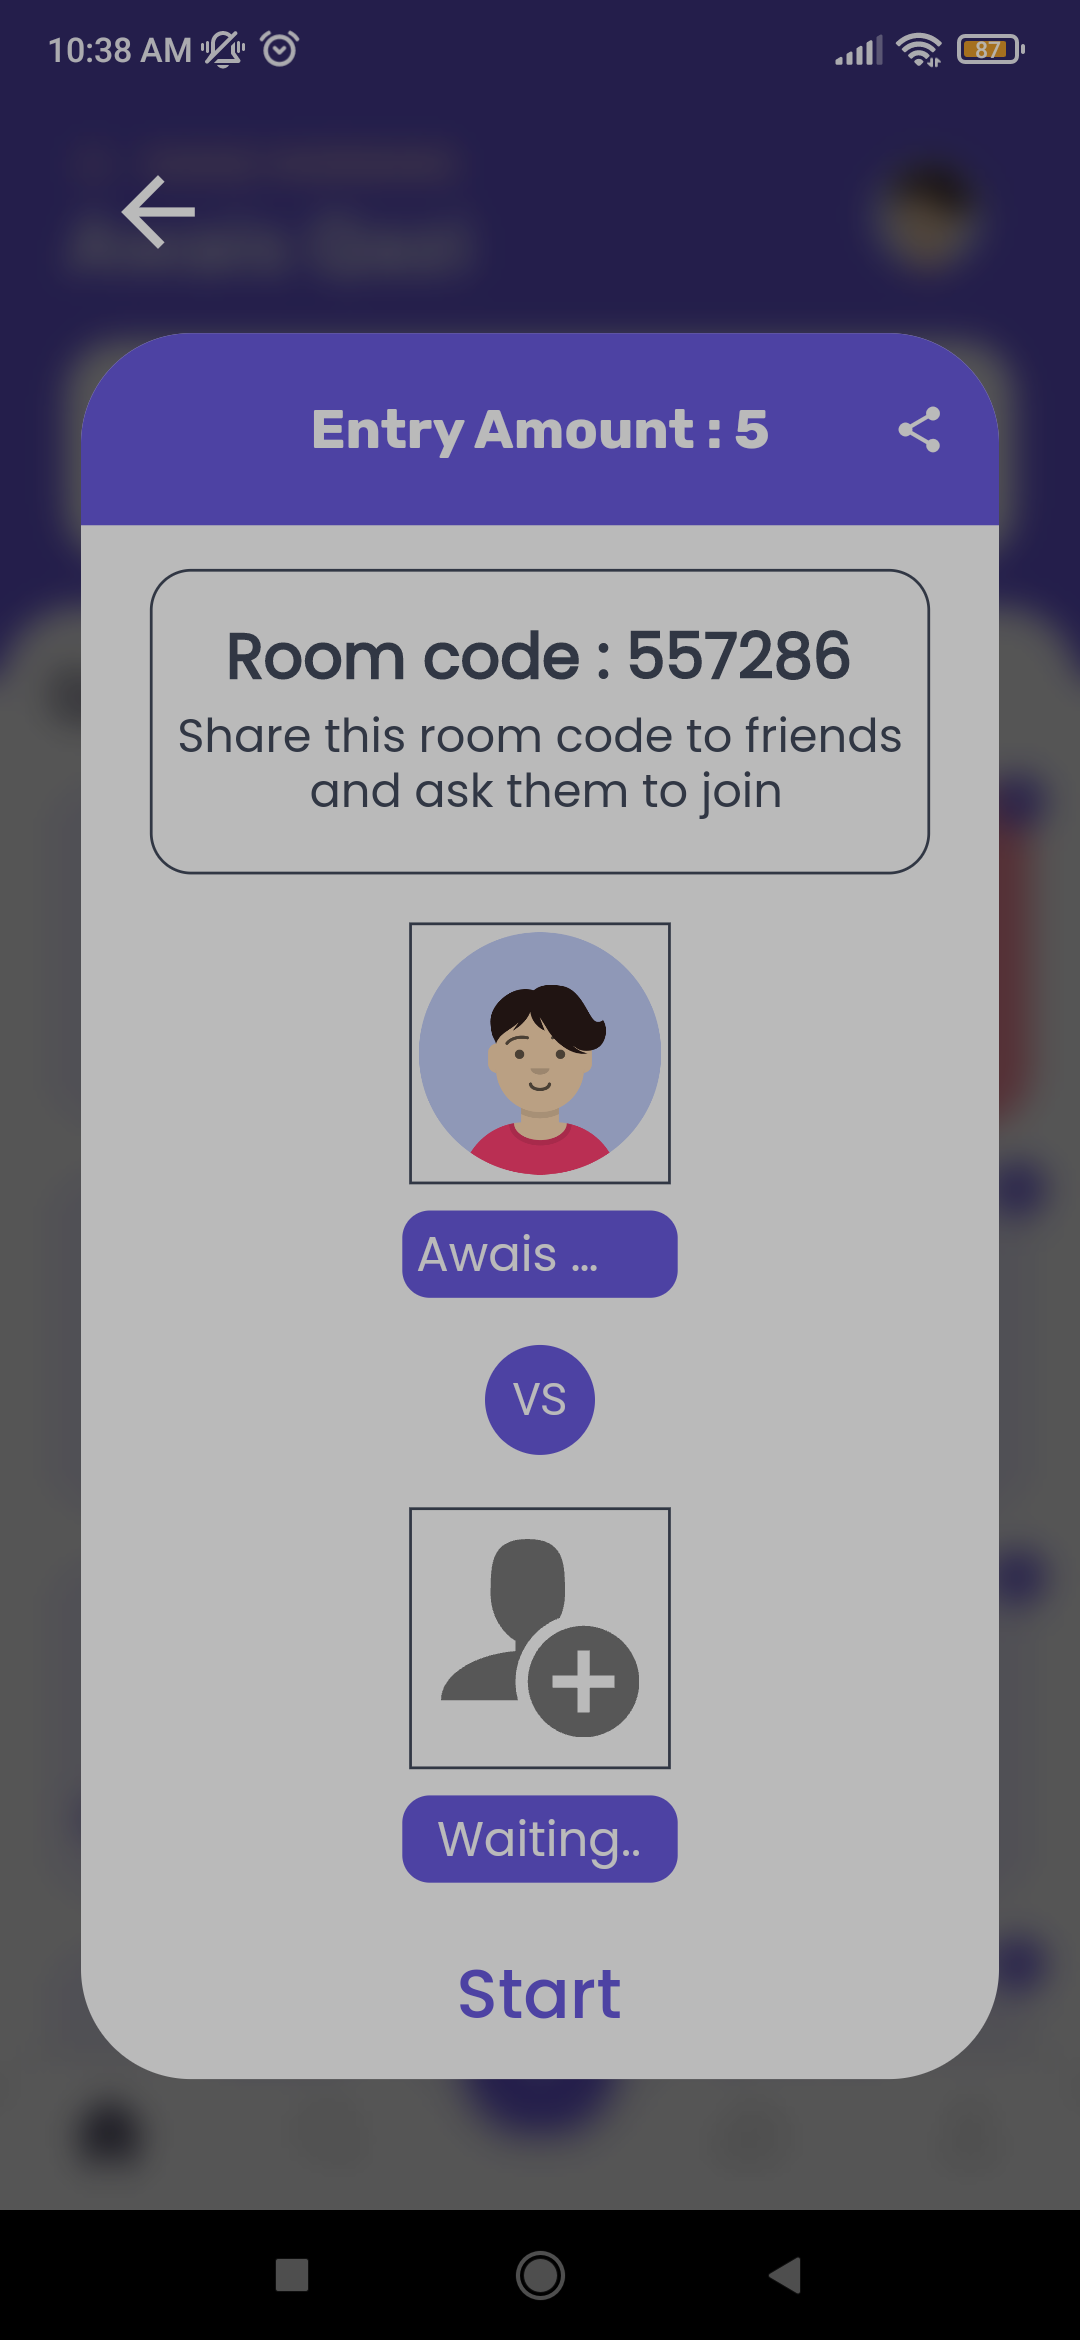 10:38 AM
87
Entry Amount : 5
Room code : 557286
Share this room code to friends
and ask them to join
Awais ...
VS
Waiting..
Start